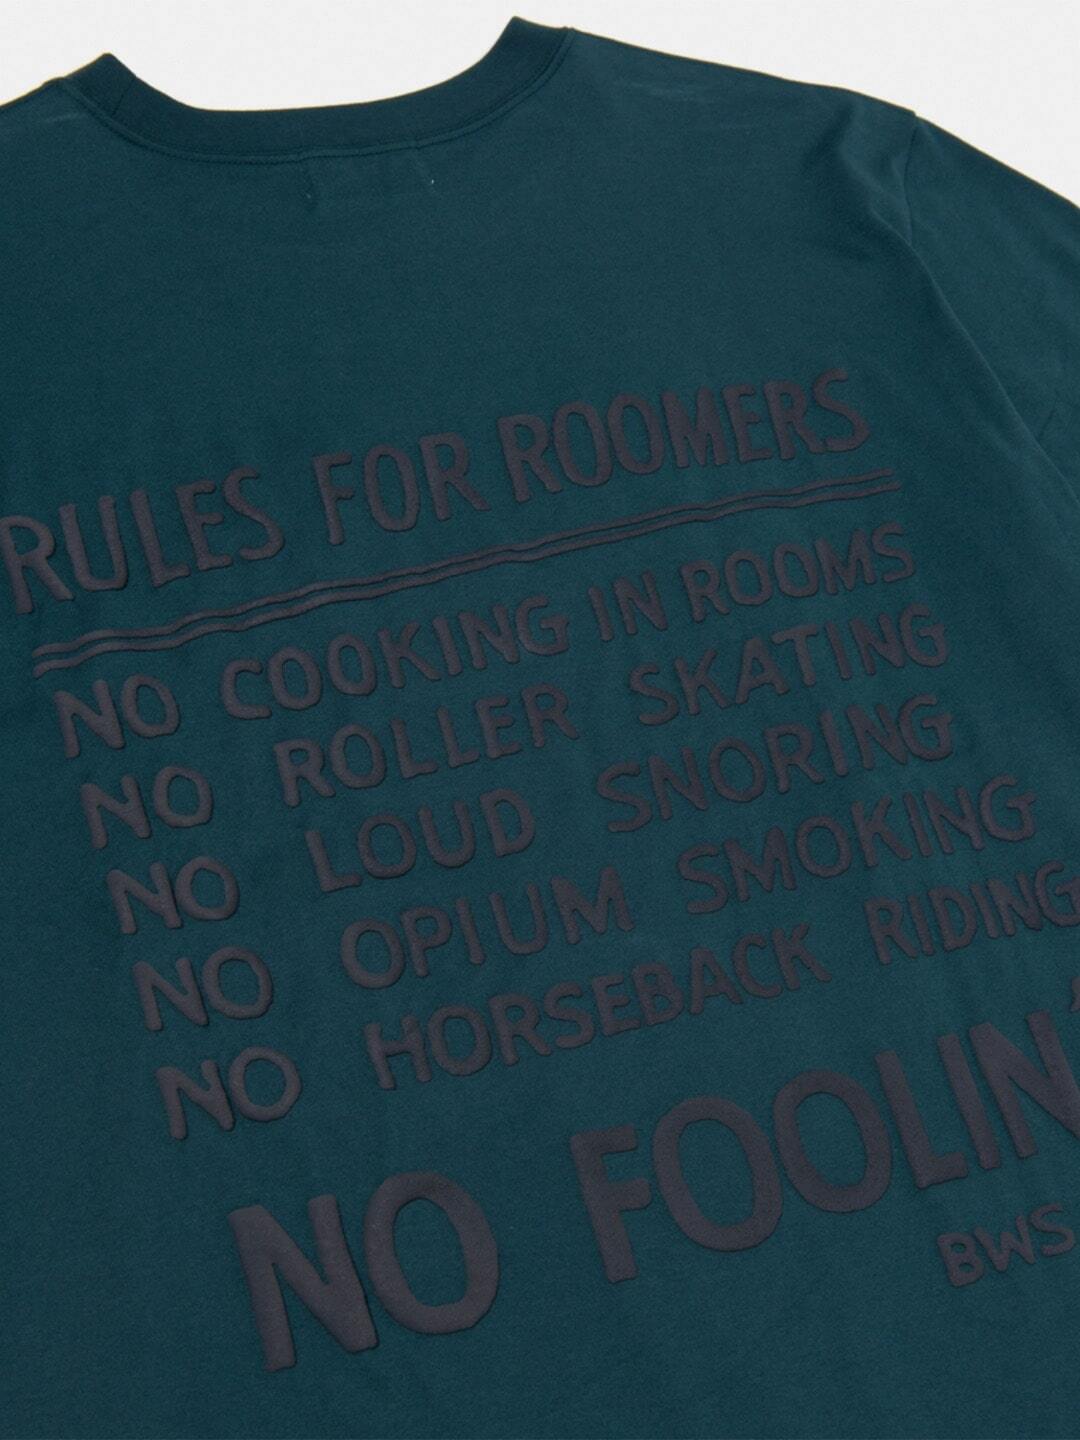 RULES FOR ROOMERS
NO COOKING IN ROOMS
NO ROLLER SKATING
NO LOUD SNORING
NO OPIUM SMOKING
NO HORSEBACK RIDING
NO FOOLIN'
BWS